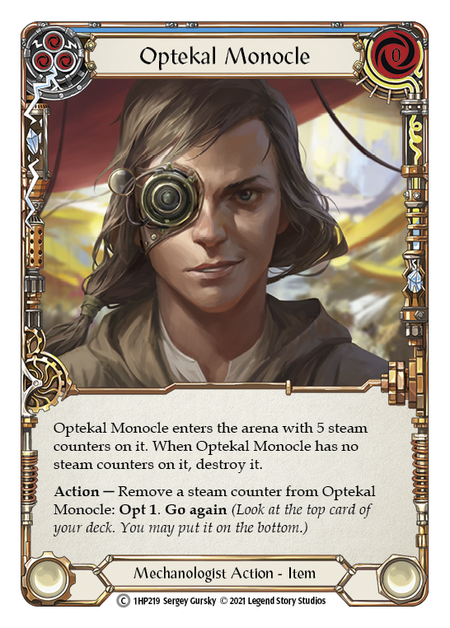 Optekal Monocle
0
Optekal Monocle enters the arena with 5 steam
counters on it. When Optekal Monocle has no
steam counters on it, destroy it.
Action — Remove a steam counter from Optekal
Monocle: Opt 1. Go again (Look at the top card of
your deck. You may put it on the bottom.)
Mechanologist Action - Item
C 1HP219 Sergey Gursky © 2021 Legend Story Studios